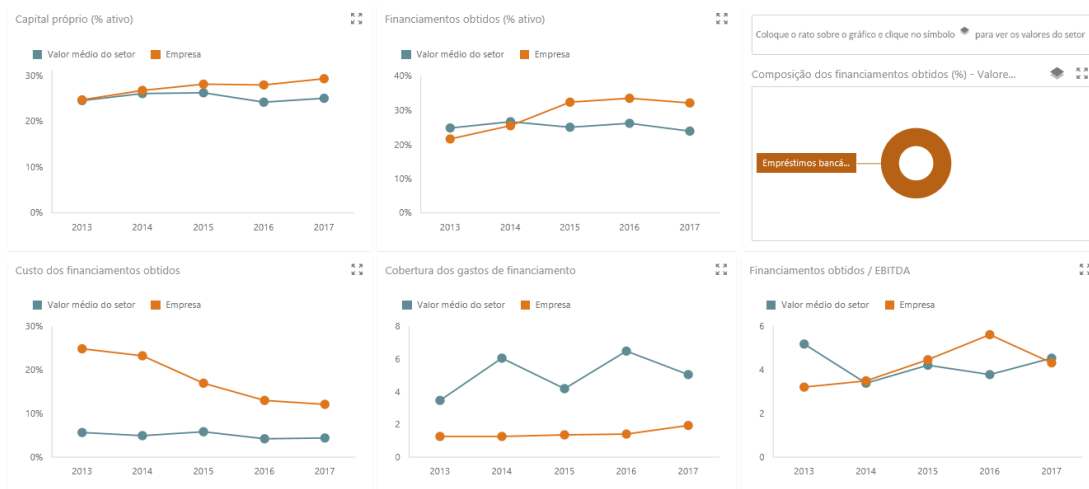 Capital próprio (% ativo)
Valor médio do setor
Empresa
30%
20%
10%
0%
2013
2014
2015
2016
2017
Financiamentos obtidos (% ativo)
Valor médio do setor
Empresa
40%
30%
20%
10%
0%
2013
2014
2015
2016
2017
Coloque o rato sobre o gráfico e clique no símbolo para ver os valores do setor
Composição dos financiamentos obtidos (%) - Valore...
Empréstimos bancá...
Custo dos financiamentos obtidos
Valor médio do setor
Empresa
30%
20%
10%
0%
2013
2014
2015
2016
2017
Cobertura dos gastos de financiamento
Valor médio do setor
Empresa
8
6
4
2
0
2013
2014
2015
2016
2017
Financiamentos obtidos / EBITDA
Valor médio do setor
Empresa
6
4
2
0
2013
2014
2015
2016
2017